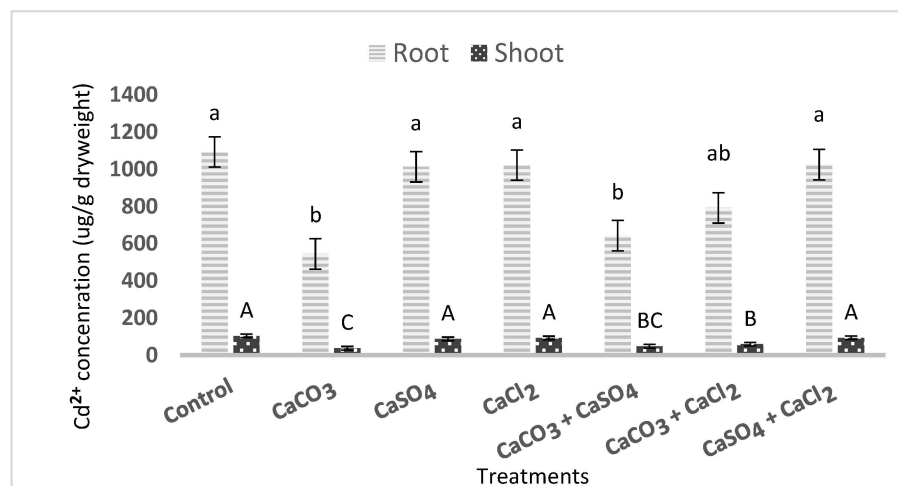 Root Shoot
Cd²⁺ concenration (ug/g dryweight)
1400
1200
1000
800
600
400
200
0
a
b
a
a
b
ab
a
A
C
A
A
BC
B
A
Control
CaCO₃
CaSO₄
CaCl₂
CaCO₃ + CaSO₄
CaCO₃ + CaCl₂
CaSO₄ + CaCl₂
Treatments